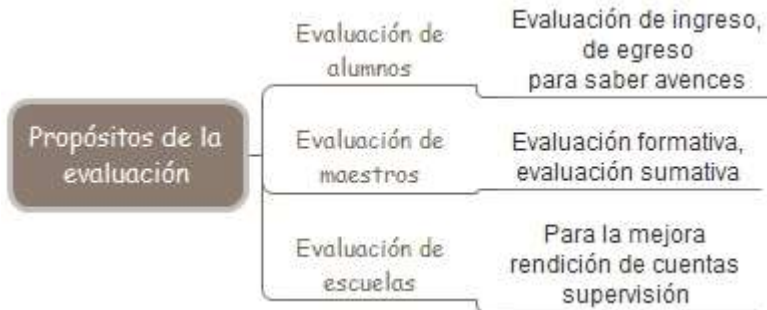 Propósitos de la
evaluación
Evaluación de
alumnos
Evaluación de ingreso,
de egreso
para saber avences
Evaluación de
maestros
Evaluación formativa,
evaluación sumativa
Evaluación de
escuelas
Para la mejora
rendición de cuentas
supervisión